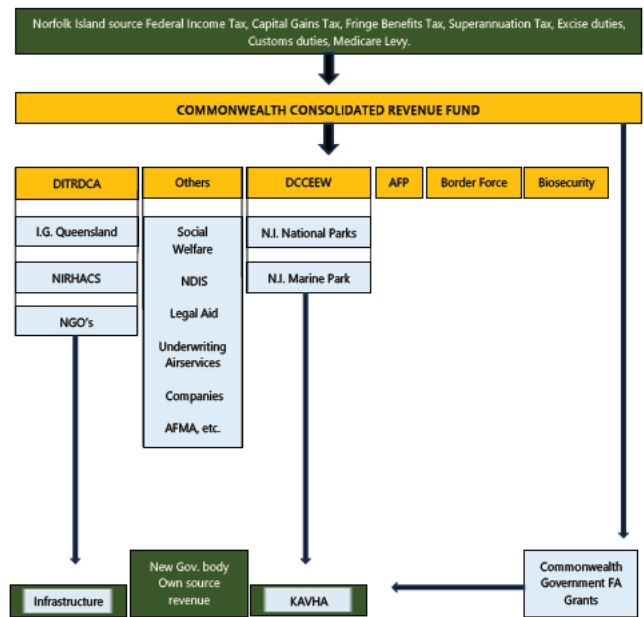 Norfolk Island source Federal Income Tax, Capital Gains Tax, Fringe Benefits Tax, Superannuation Tax, Excise duties,
Customs duties, Medicare Levy.
COMMONWEALTH CONSOLIDATED REVENUE FUND
DITRDCA
Others
DCCEEW
AFP
Border Force
Biosecurity
I.G. Queensland
NIRHACS
NGO's
Social
Welfare
NDIS
Legal Aid
Underwriting
Airservices
Companies
AFMA, etc.
N.I. National Parks
N.I. Marine Park
Infrastructure
New Gov. body
Own source
revenue
KAVHA
Commonwealth
Government FA
Grants